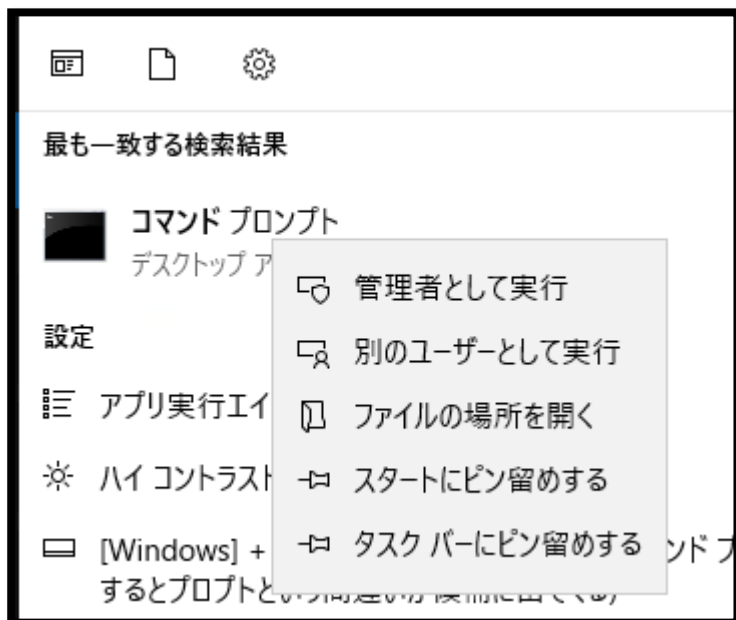 最も一致する検索結果
コマンド プロンプト
デスクトップ ア
管理者として実行
設定
別のユーザーとして実行
アプリ実行エイ
ファイルの場所を開く
ハイ コントラスト
スタートにピン留めする
タスク バーにピン留めする
[Windows] +
ンド プ
するとプロプトと